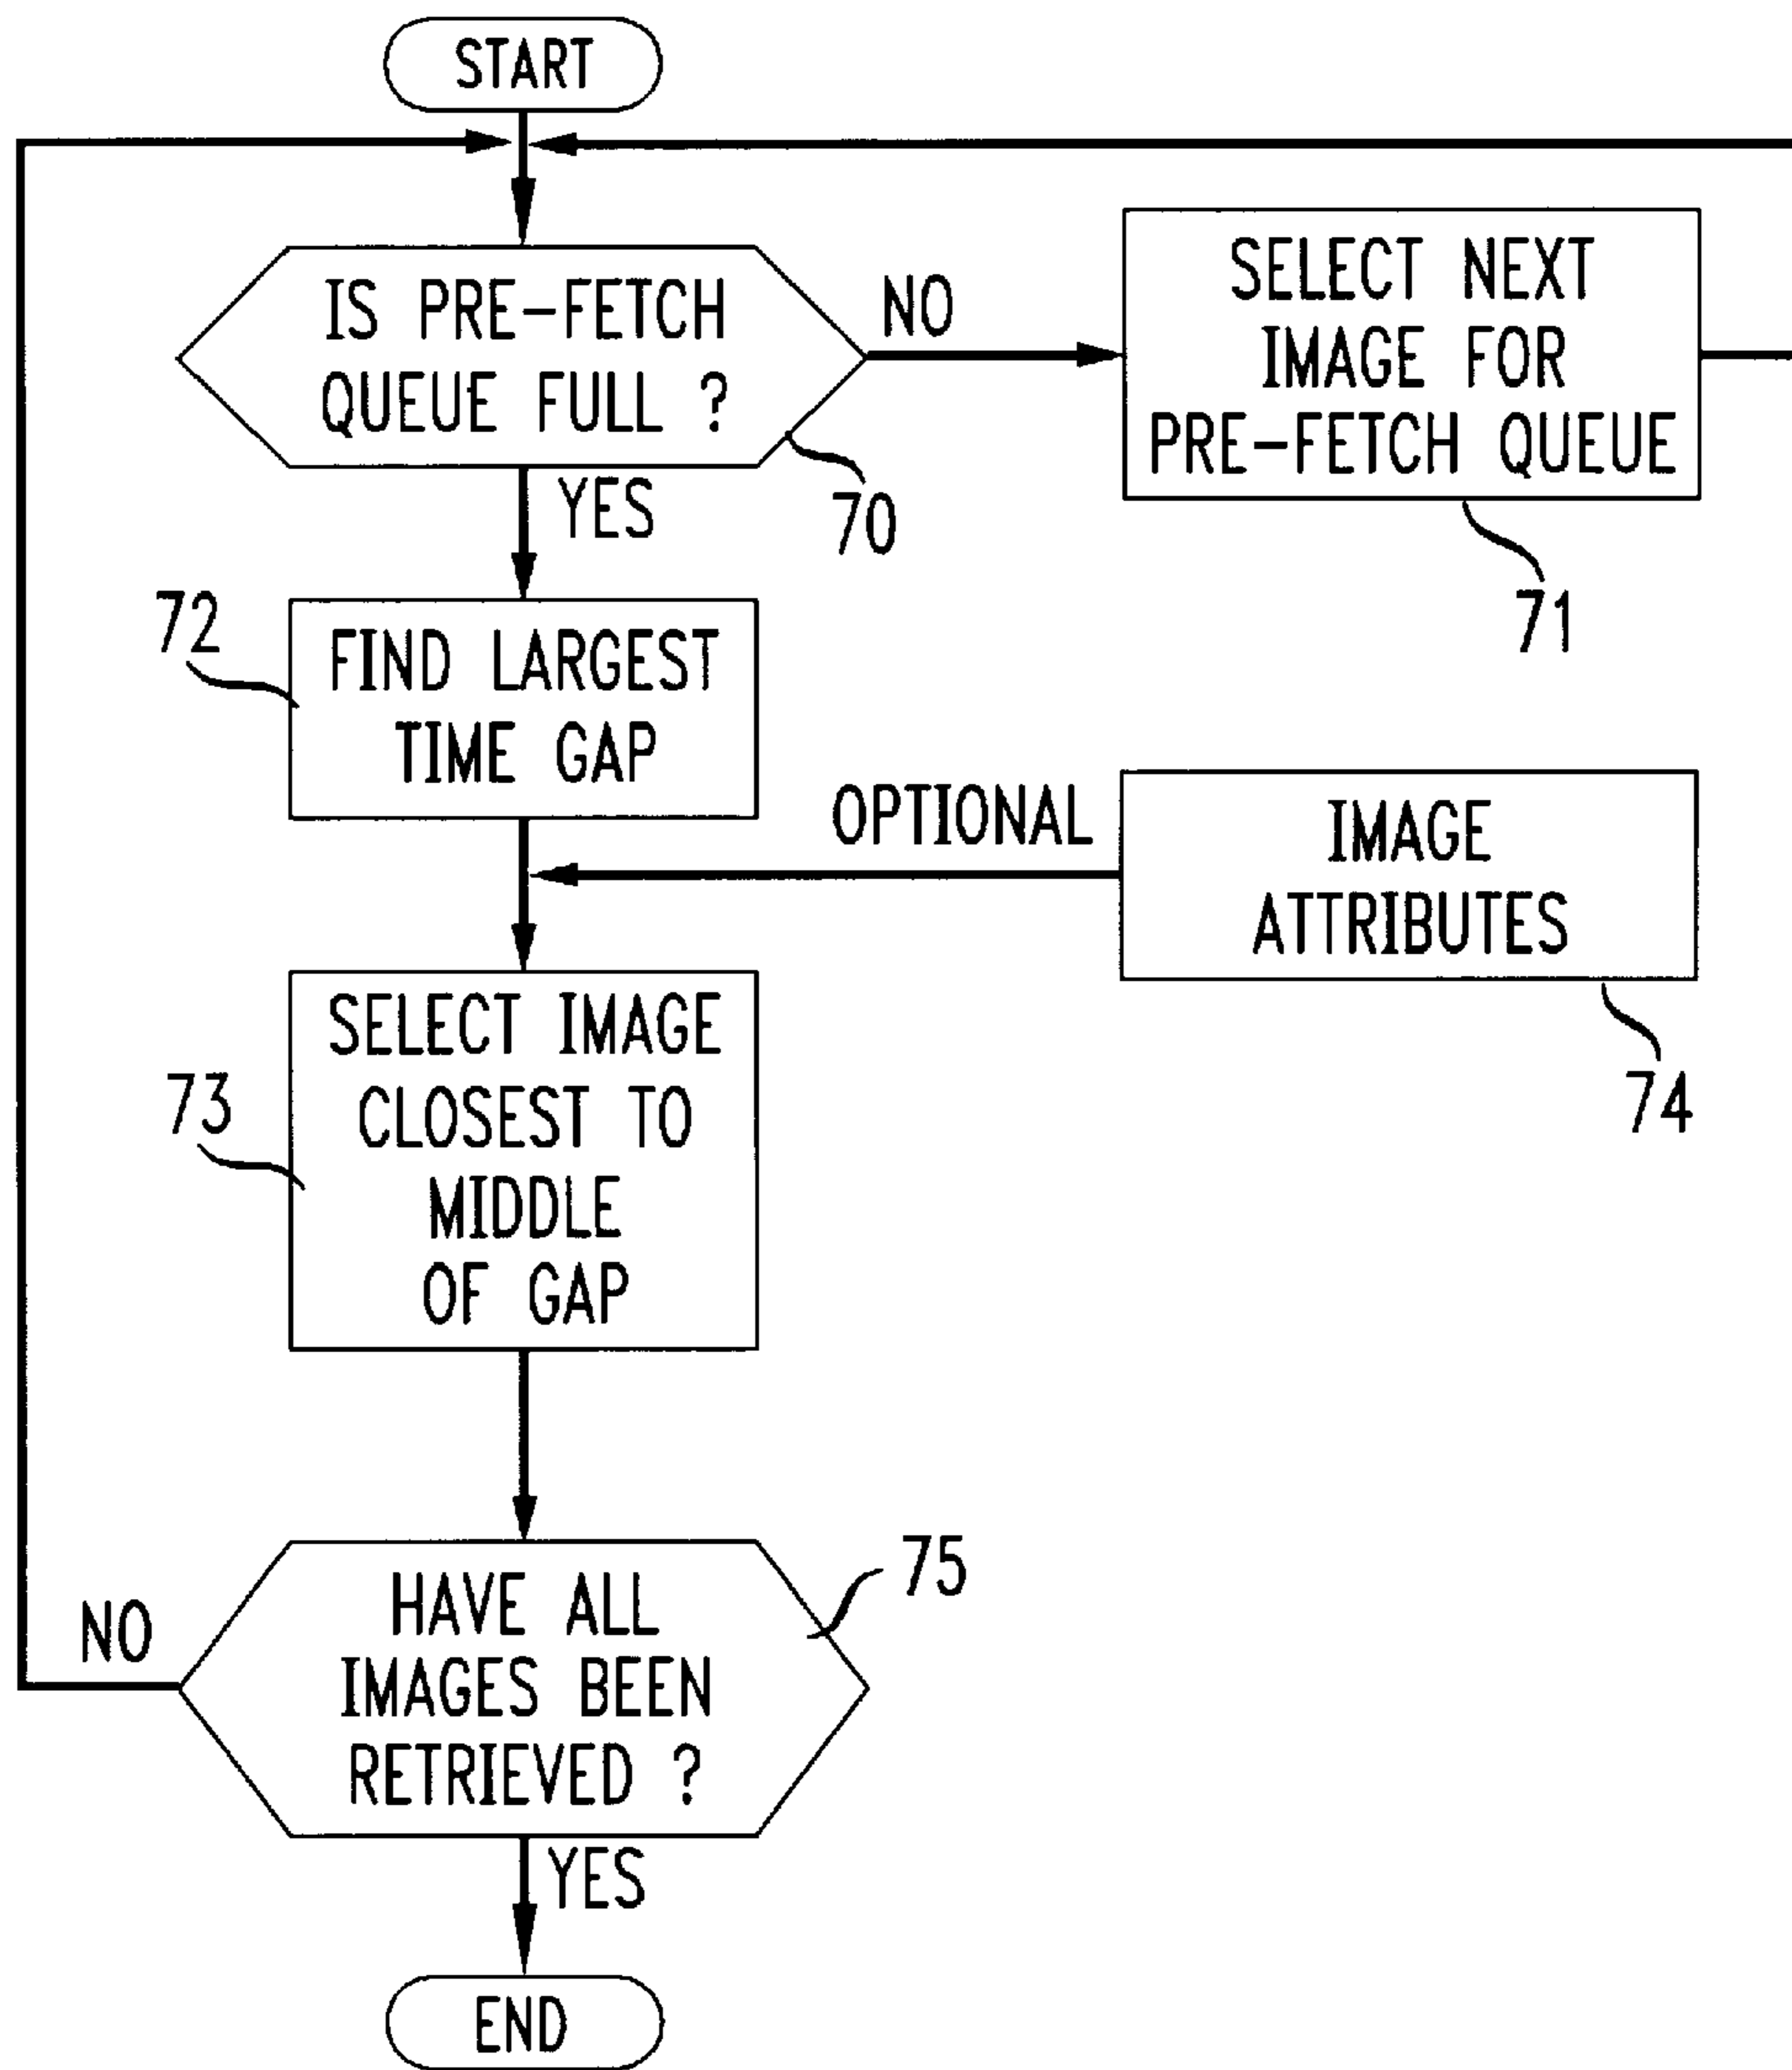 START
IS PRE-FETCH
QUEUE FULL ?
NO
SELECT NEXT
IMAGE FOR
PRE-FETCH QUEUE
YES
70
71
72
FIND LARGEST
TIME GAP
OPTIONAL
IMAGE
ATTRIBUTES
74
73
SELECT IMAGE
CLOSEST TO
MIDDLE
OF GAP
75
HAVE ALL
IMAGES BEEN
RETRIEVED ?
NO
YES
END